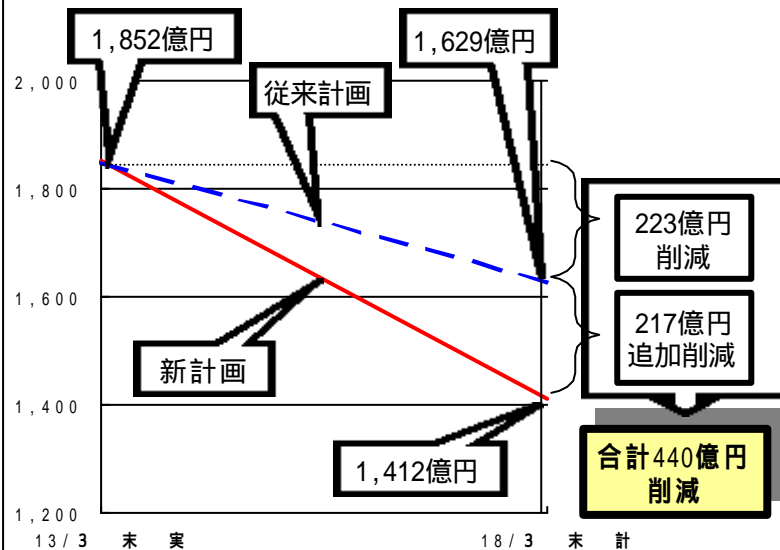 1,852億円
1,629億円
2,000
従来計画
1,800
223億円
削減
1,600
217億円
追加削減
新計画
1,400
1,412億円
合計440億円
削減
1,200
13/3 末 実
18/3 末 計